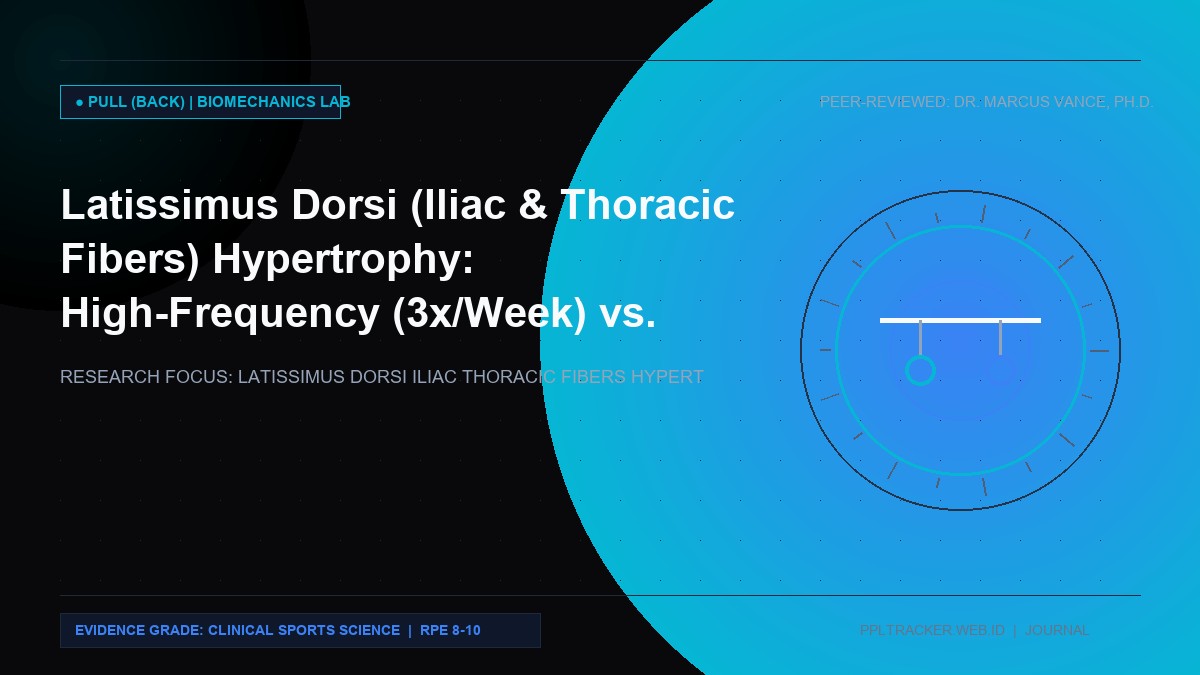 ● PULL (BACK) | BIOMECHANICS LAB
PEER-REVIEWED: DR. MARCUS VANCE, PH.D.
Latissimus Dorsi (Iliac & Thoracic
Fibers) Hypertrophy:
High-Frequency (3x/Week) vs.
RESEARCH FOCUS: LATISSIMUS DORSI ILIAC THORACIC FIBERS HYPERT
EVIDENCE GRADE: CLINICAL SPORTS SCIENCE | RPE 8-10
PPLTRACKER.WEB.ID | JOURNAL